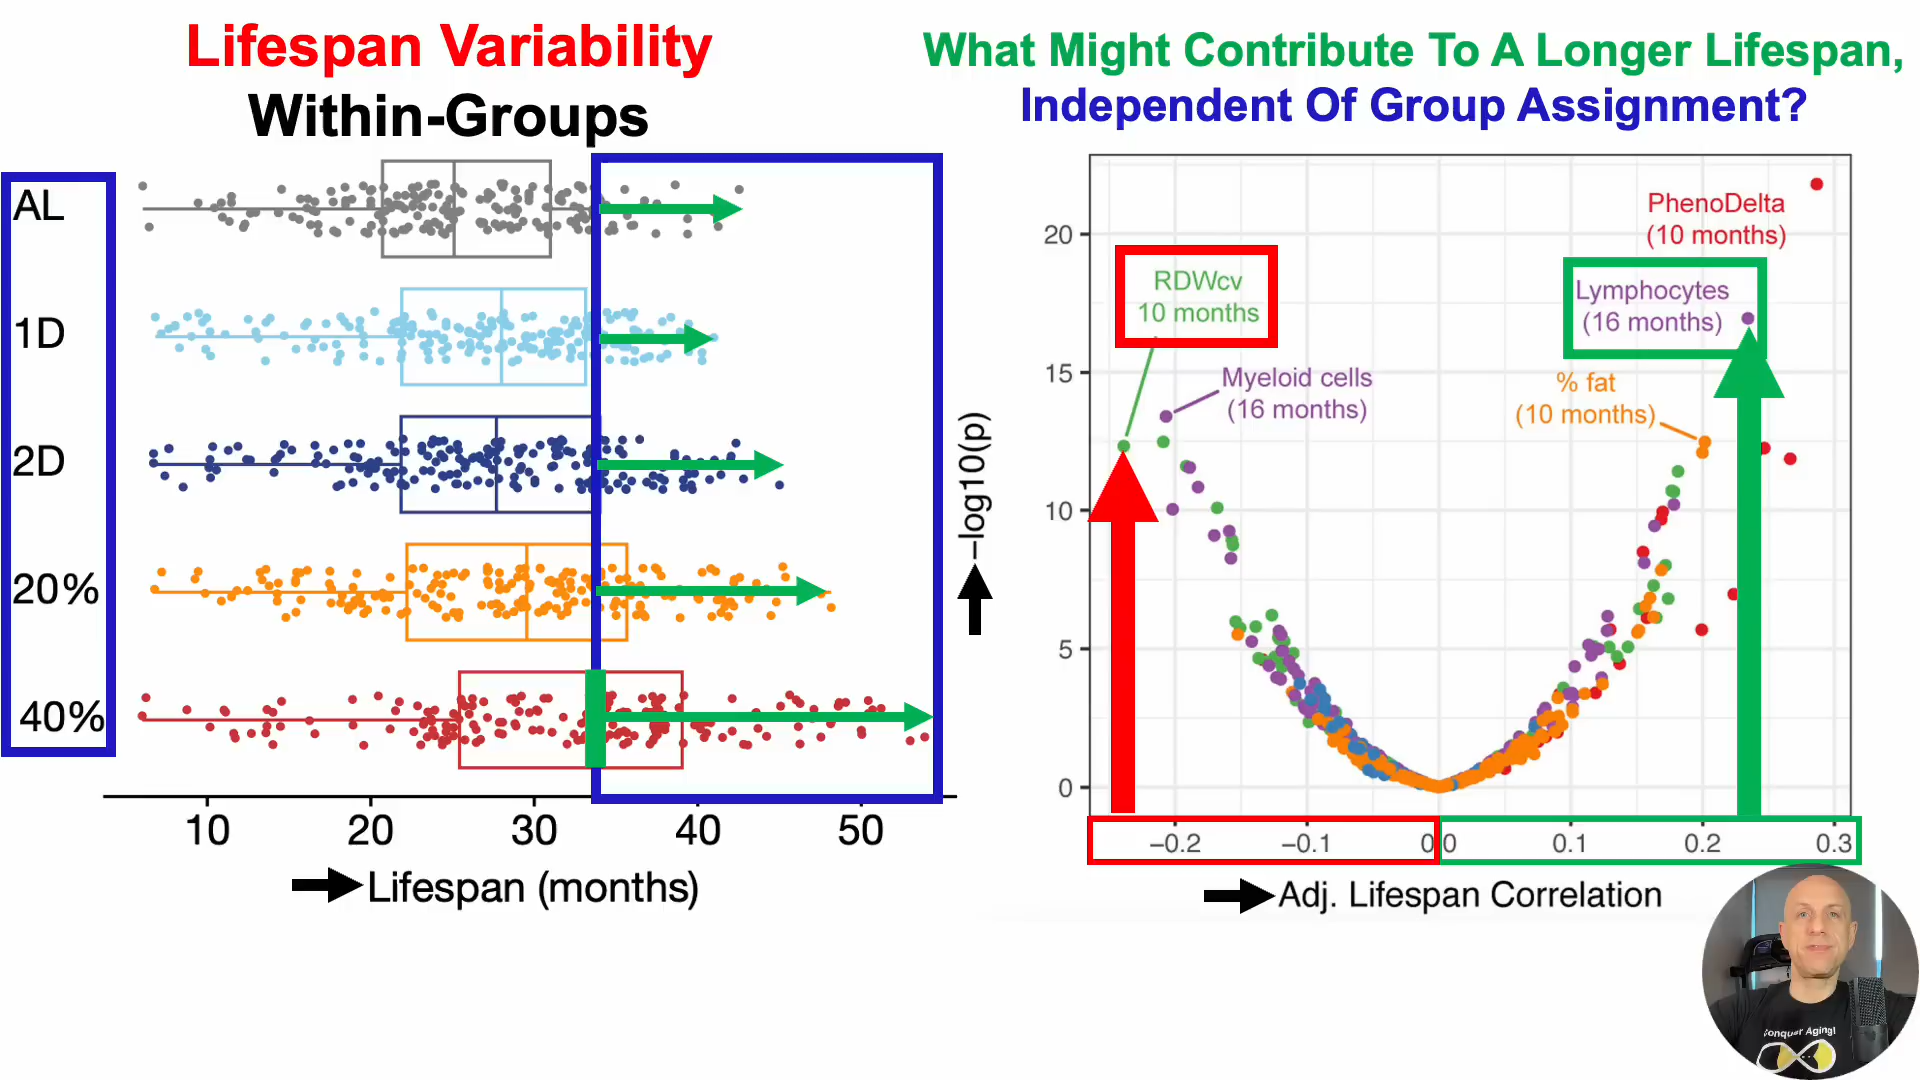 Lifespan Variability
Within-Groups
AL
1D
2D
20%
40%
10 20 30 40 50
Lifespan (months)
What Might Contribute To A Longer Lifespan,
Independent Of Group Assignment?
PhenoDelta
(10 months)
RDWcv
10 months
Lymphocytes
(16 months)
Myeloid cells
(16 months)
% fat
(10 months)
20
15
10
5
0
−log10(p)
−0.2 −0.1 0.0 0.1 0.2 0.3
Adj. Lifespan Correlation
Conquer Aging!